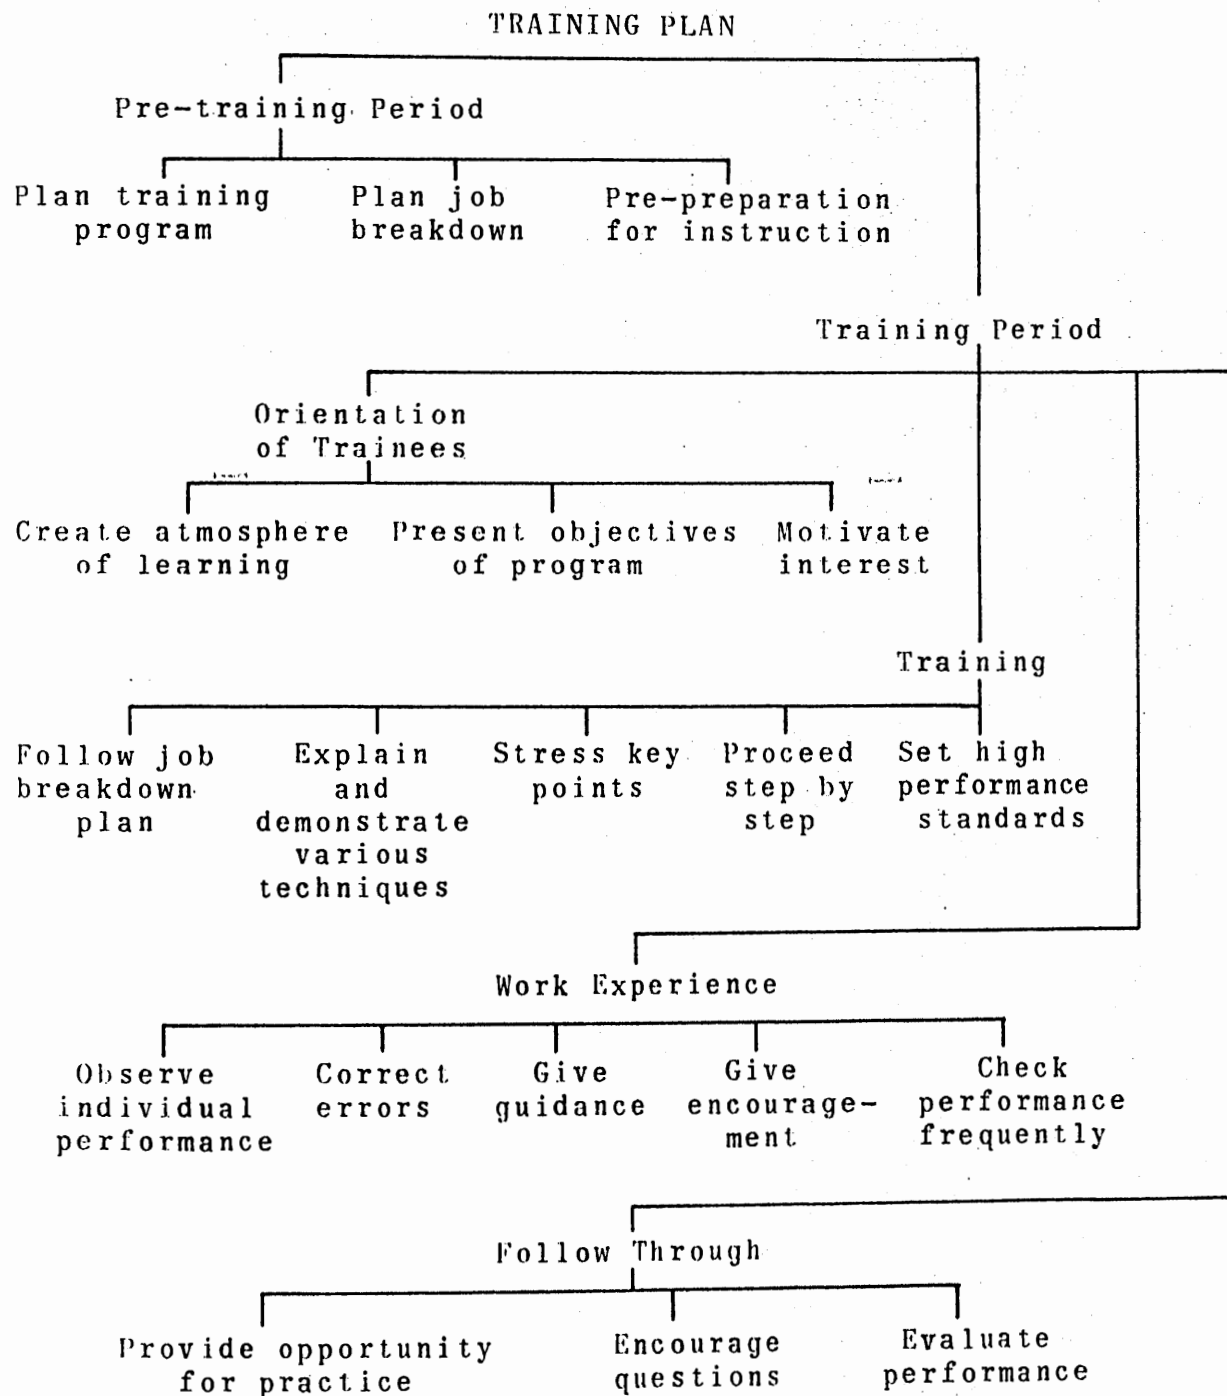 TRAINING PLAN
Pre-training Period
Plan training
program
Plan job
breakdown
Pre-preparation
for instruction
Training Period
Orientation
of Trainees
Create atmosphere
of learning
Present objectives
of program
Motivate
interest
Training
Follow job
breakdown
plan
Explain
and
demonstrate
various
techniques
Stress key
points
Proceed
step by
step
Set high
performance
standards
Work Experience
Observe
individual
performance
Correct
errors
Give
guidance
Give
encourage-
ment
Check
performance
frequently
Follow Through
Provide opportunity
for practice
Encourage
questions
Evaluate
performance